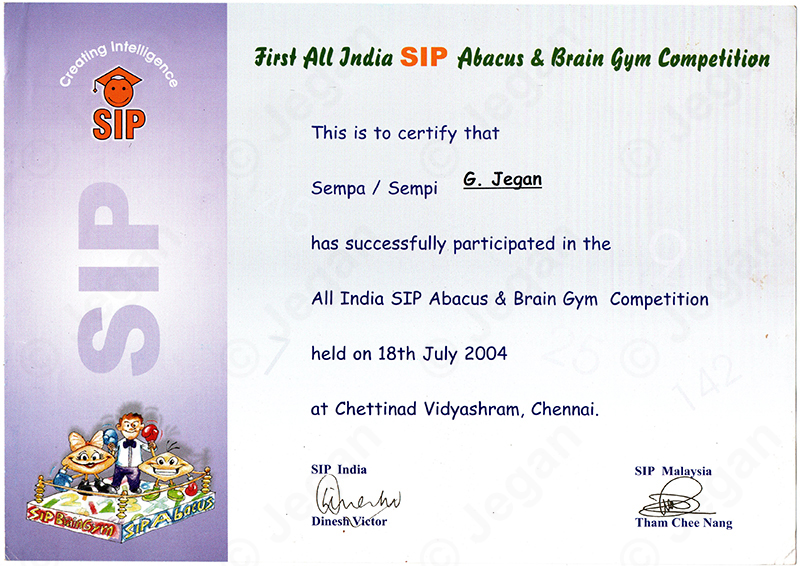 Creating Intelligence
SIP
SIP
First All India SIP Abacus & Brain Gym Competition
This is to certify that
Sempa / Sempi G. Jegan
has successfully participated in the
All India SIP Abacus & Brain Gym Competition
held on 18th July 2004
at Chettinad Vidyashram, Chennai.
SIP India
Dinesh Victor
SIP Malaysia
Tham Chee Nang
SIP Brain Gym
SIP Abacus
© Jegan